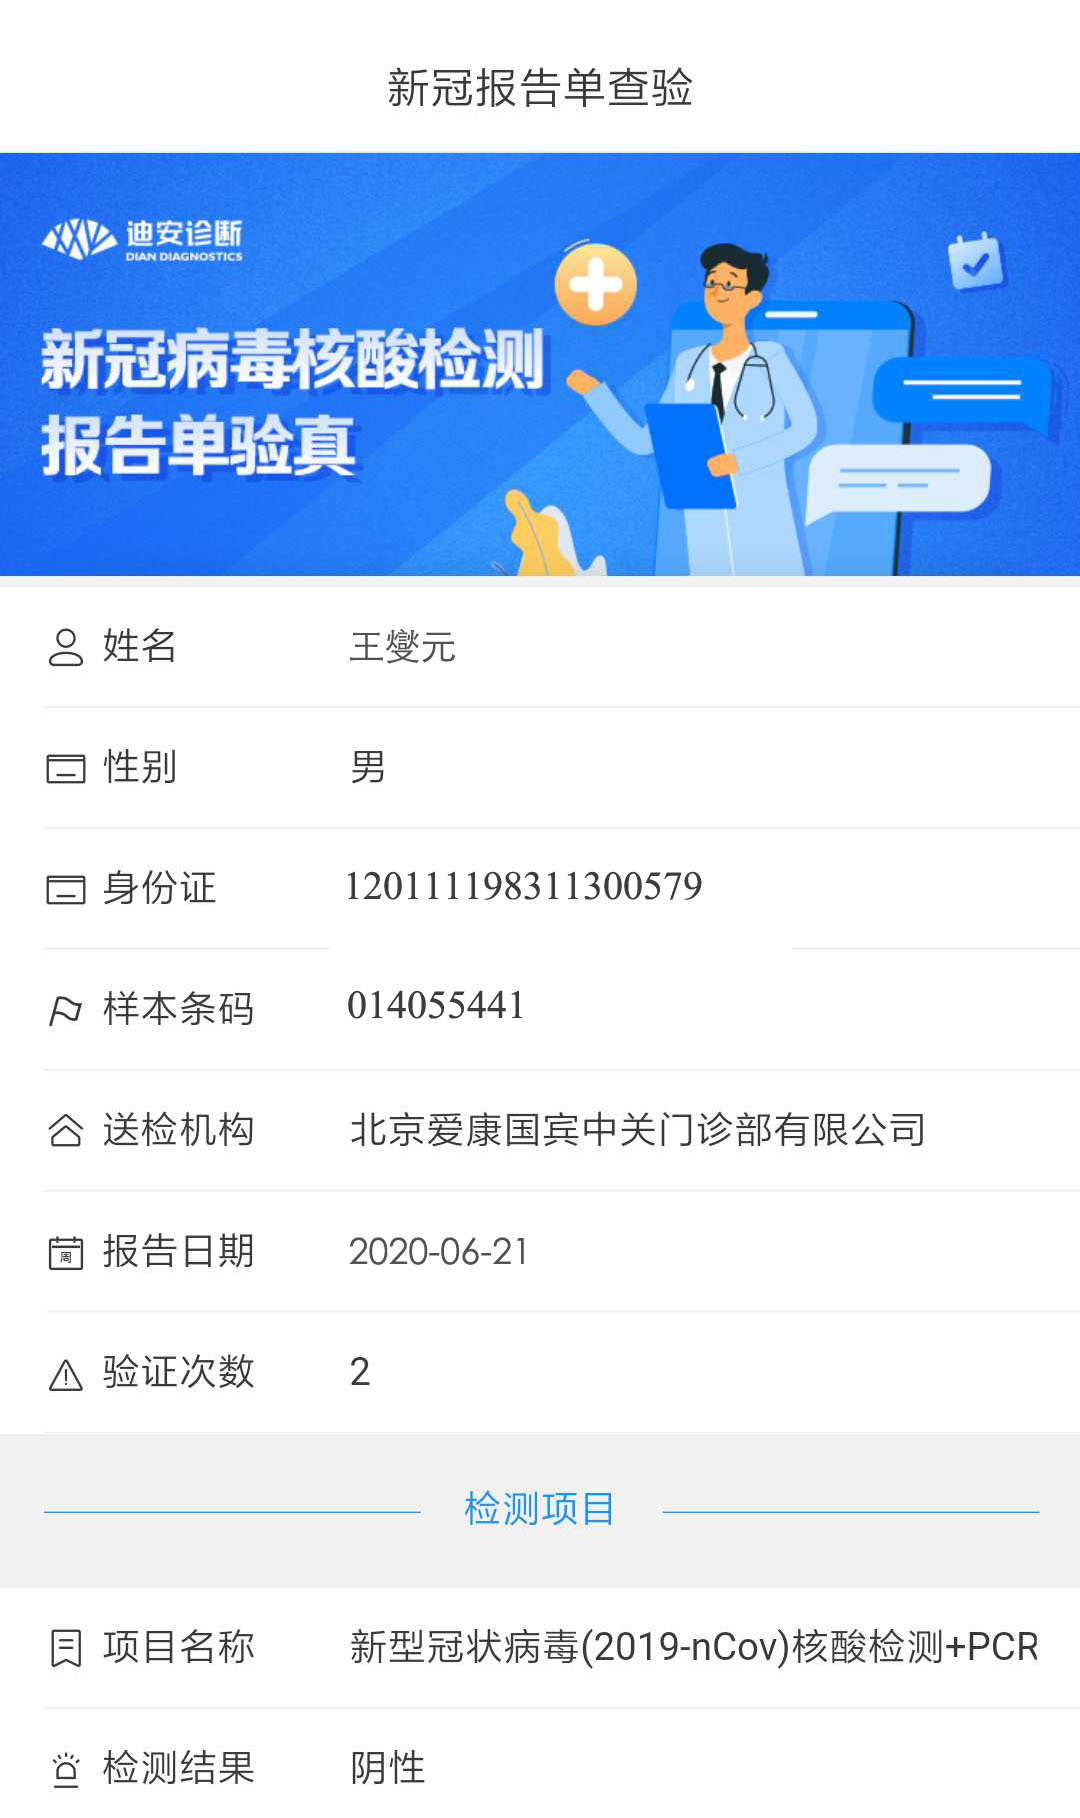 新冠报告单查验
迪安诊断
DIAN DIAGNOSTICS
新冠病毒核酸检测
报告单验真
姓名 王燮元
性别 男
身份证 120111198311300579
样本条码 014055441
送检机构 北京爱康国宾中关门诊部有限公司
周 报告日期 2020-06-21
验证次数 2
检测项目
项目名称 新型冠状病毒(2019-nCov)核酸检测+PCR
检测结果 阴性